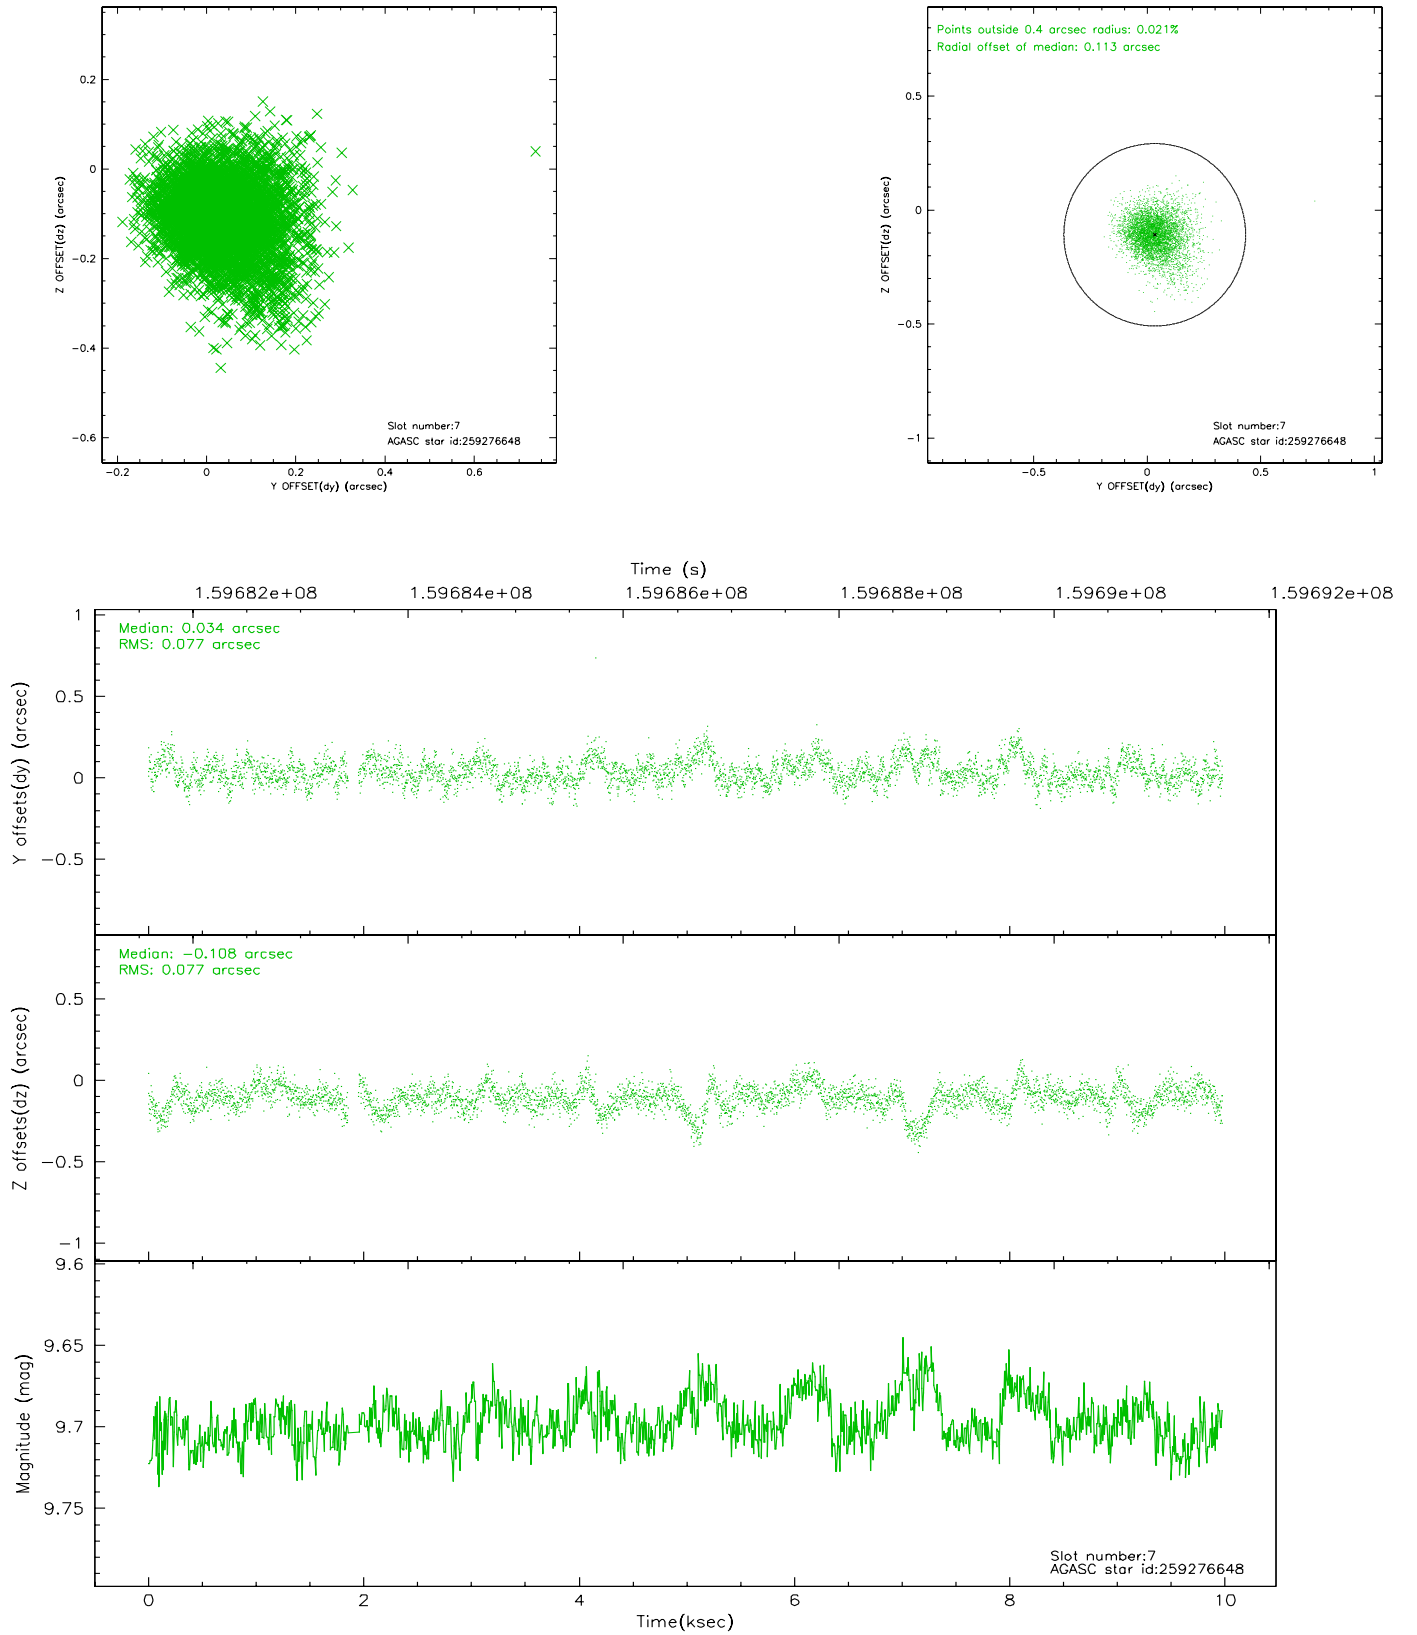 0.2
0
-0.2
-0.4
-0.6
Z OFFSET(dz) (arcsec)
-0.2 0 0.2 0.4 0.6
Y OFFSET(dy) (arcsec)
Slot number:7
AGASC star id:259276648
Points outside 0.4 arcsec radius: 0.021%
Radial offset of median: 0.113 arcsec
0.5
0
-0.5
-1
Z OFFSET(dz) (arcsec)
-0.5 0 0.5 1
Y OFFSET(dy) (arcsec)
Slot number:7
AGASC star id:259276648
Time (s)
1.59682e+08 1.59684e+08 1.59686e+08 1.59688e+08 1.5969e+08 1.59692e+08
Median: 0.034 arcsec
RMS: 0.077 arcsec
1
0.5
0
-0.5
Y offsets(dy) (arcsec)
Median: -0.108 arcsec
RMS: 0.077 arcsec
0.5
0
-0.5
-1
Z offsets(dz) (arcsec)
9.6
9.65
9.7
9.75
Magnitude (mag)
Slot number:7
AGASC star id:259276648
0 2 4 6 8 10
Time(ksec)